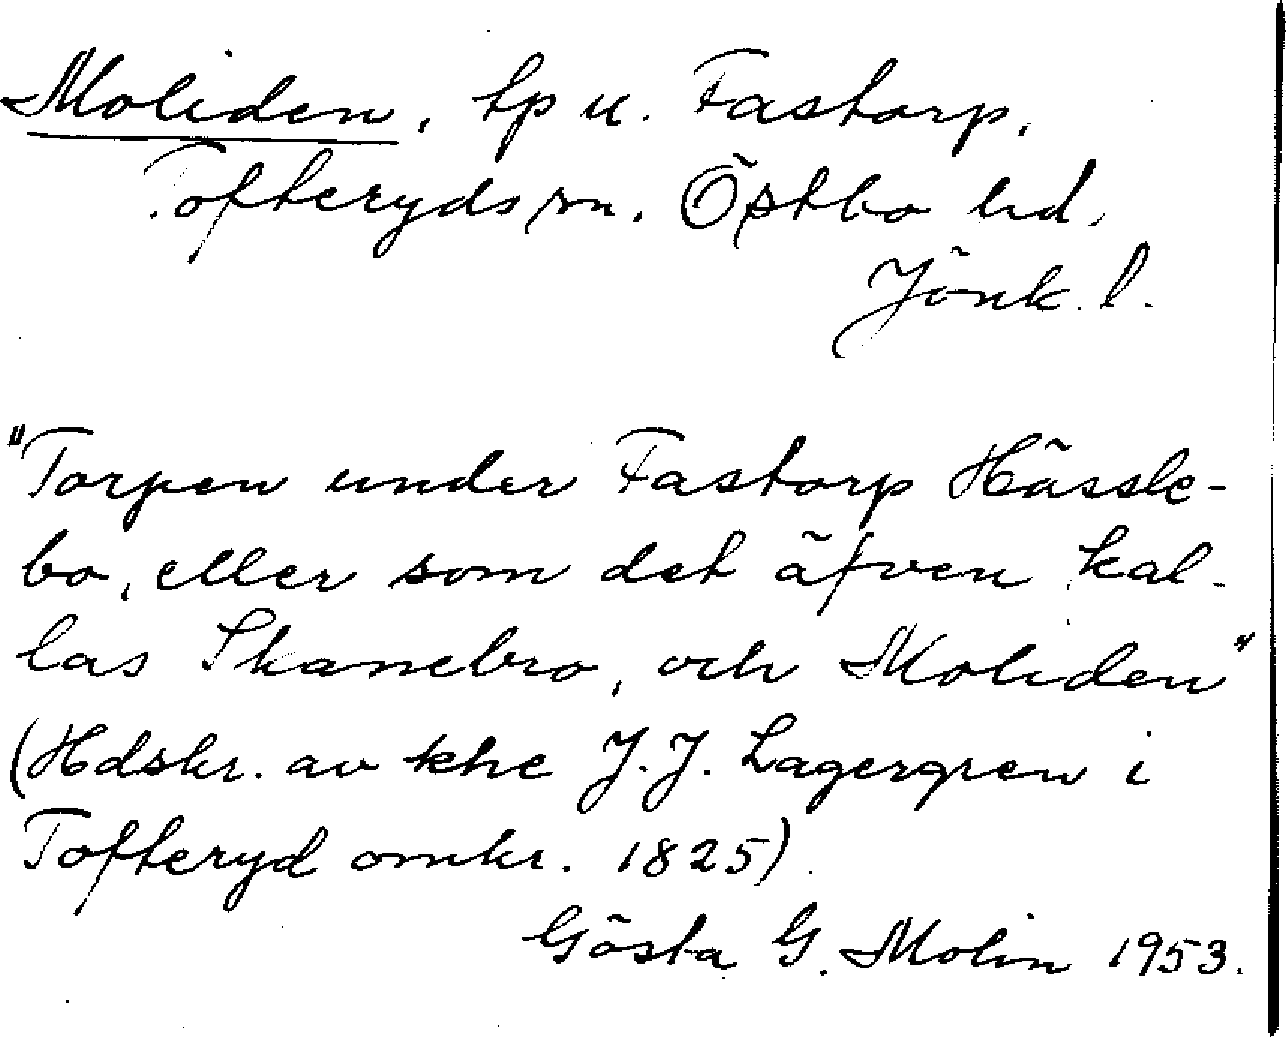 Moliden, tp u. Fastorp,
Tofteryds sn. Östbo hd.
Jönk. l.
"Torpen under Fastorp Hässle-
bo, eller som det äfven kal-
las Skanebro, och Moliden"
(Hdskr. av khe J. J. Lagergren i
Tofteryd omkr. 1825).
Gösta G. Molin 1953.